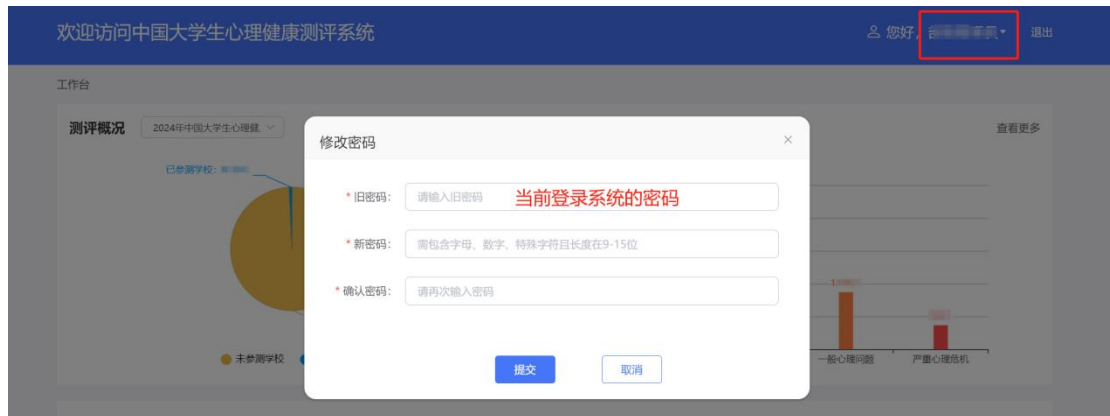 欢迎访问中国大学生心理健康测评系统
您好,
退出
工作台
测评概况
2024年中国大学生心理健
查看更多
已参测学校:
修改密码
* 旧密码:
请输入旧密码
当前登录系统的密码
* 新密码:
需包含字母、数字、特殊字符且长度在9-15位
* 确认密码:
请再次输入密码
提交
取消
未参测学校
一般心理问题
严重心理危机